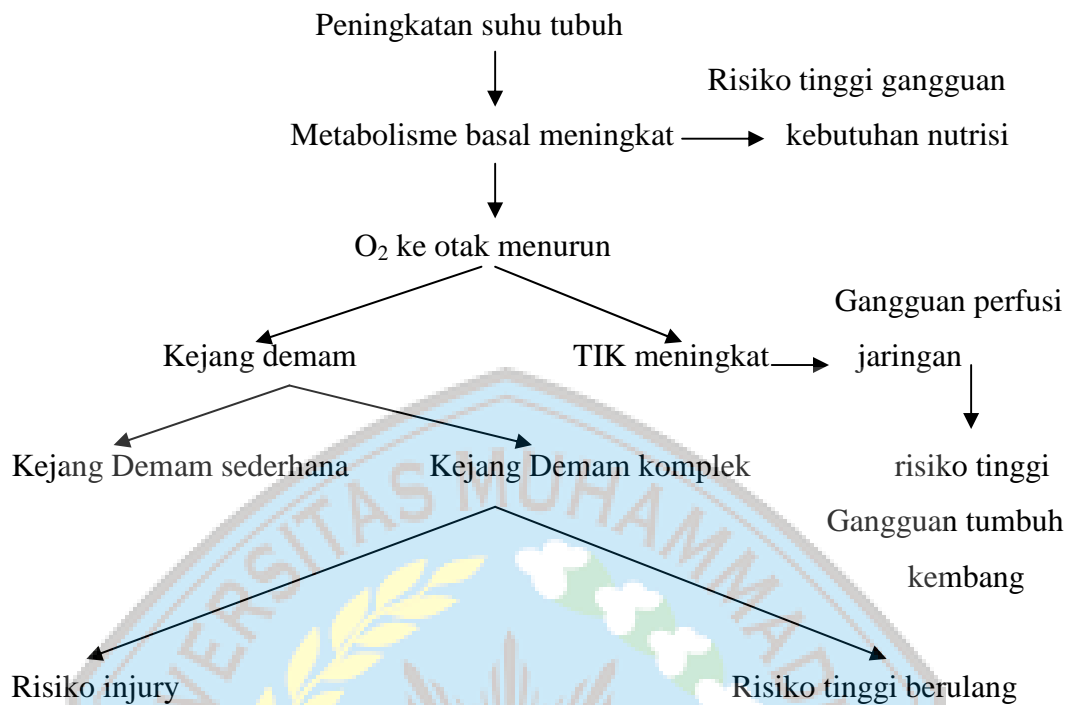 Peningkatan suhu tubuh
Risiko tinggi gangguan
Metabolisme basal meningkat kebutuhan nutrisi
O₂ ke otak menurun
Gangguan perfusi
Kejang demam TIK meningkat jaringan
Kejang Demam sederhana Kejang Demam komplek risiko tinggi
Gangguan tumbuh
kembang
Risiko injury Risiko tinggi berulang